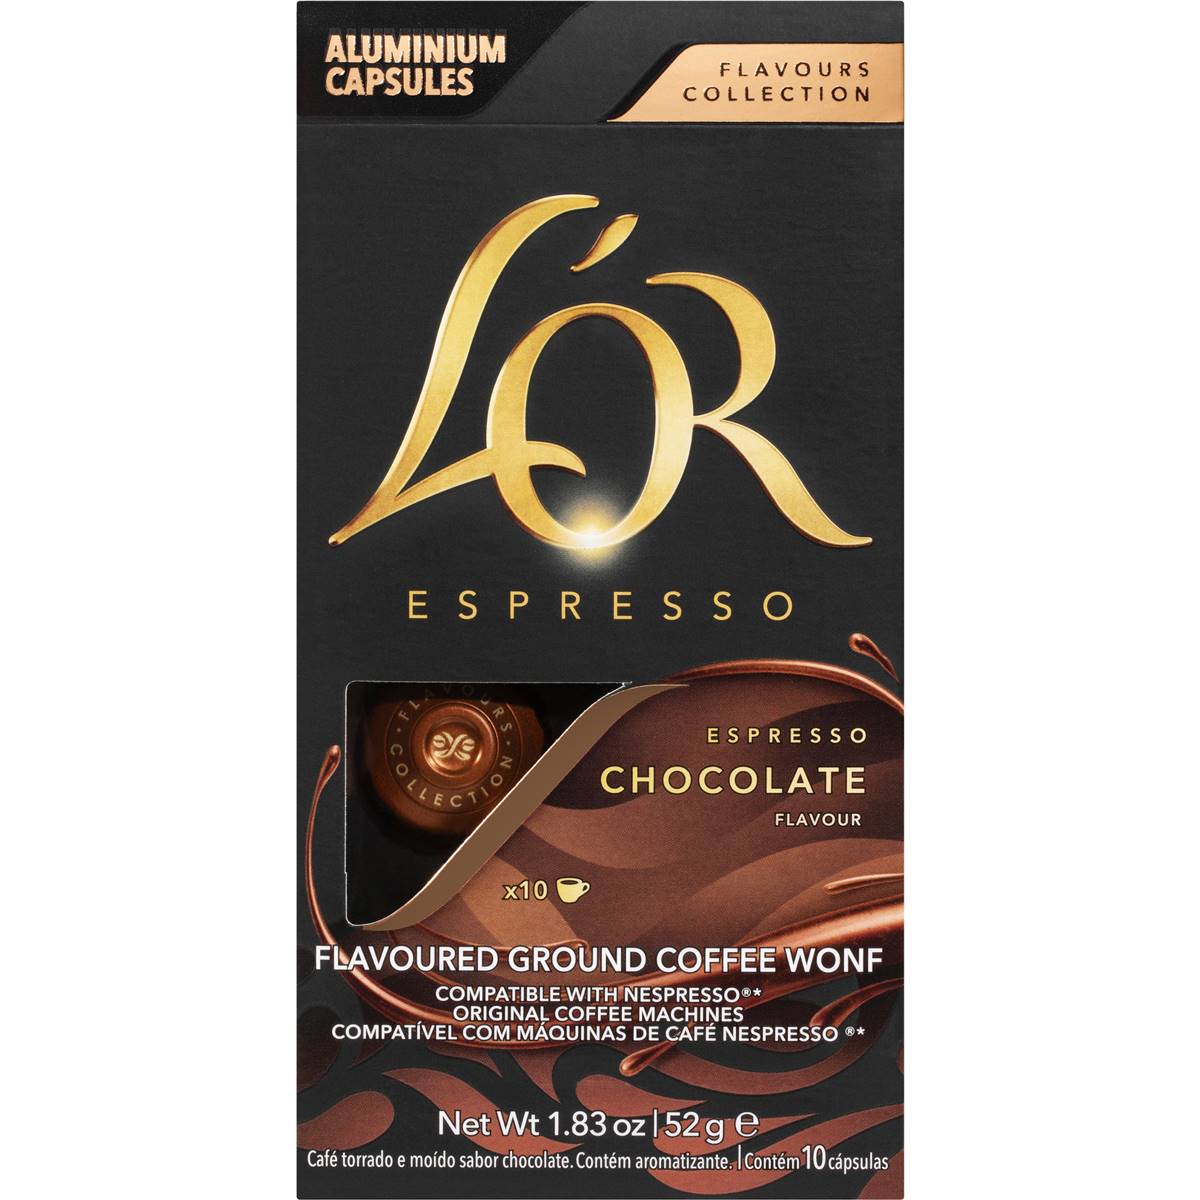 ALUMINIUM
CAPSULES
FLAVOURS
COLLECTION
L'OR
ESPRESSO
FLAVOURS
COLLECTION
ESPRESSO
CHOCOLATE
FLAVOUR
x10
FLAVOURED GROUND COFFEE WONF
COMPATIBLE WITH NESPRESSO®*
ORIGINAL COFFEE MACHINES
COMPATÍVEL COM MÁQUINAS DE CAFÉ NESPRESSO ®*
Net Wt 1.83 oz | 52 g ℮
Café torrado e moído sabor chocolate. Contém aromatizante. | Contém 10 cápsulas